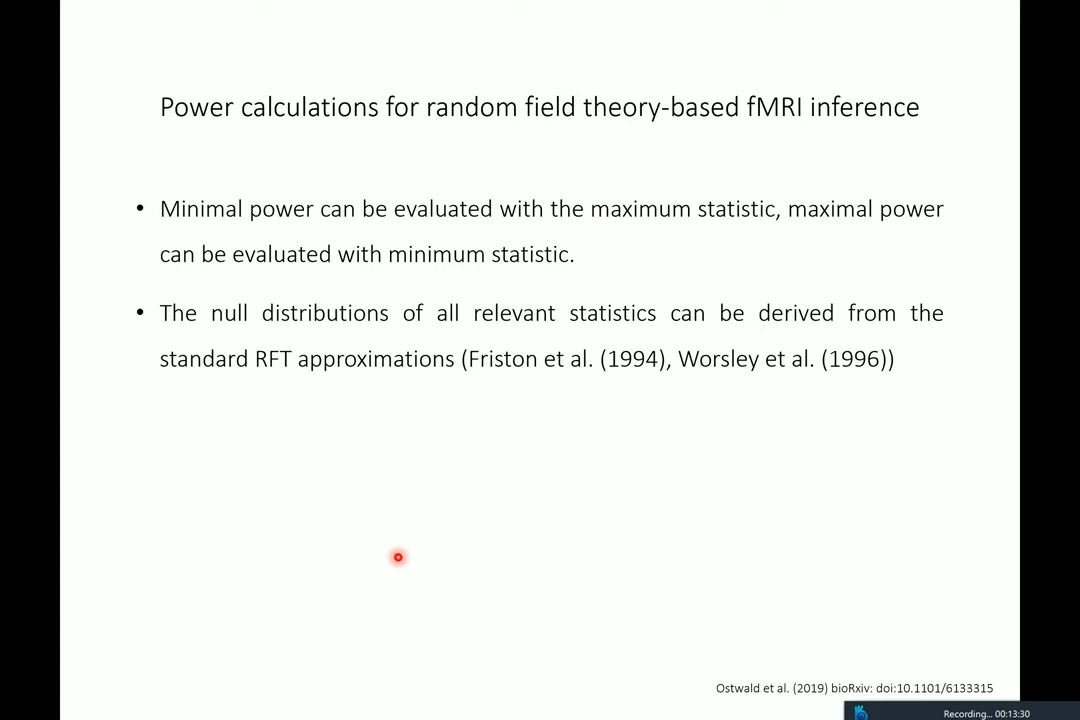 Power calculations for random field theory-based fMRI inference
• Minimal power can be evaluated with the maximum statistic, maximal power
can be evaluated with minimum statistic.
• The null distributions of all relevant statistics can be derived from the
standard RFT approximations (Friston et al. (1994), Worsley et al. (1996))
Ostwald et al. (2019) bioRxiv: doi:10.1101/6133315
Recording... 00:13:30